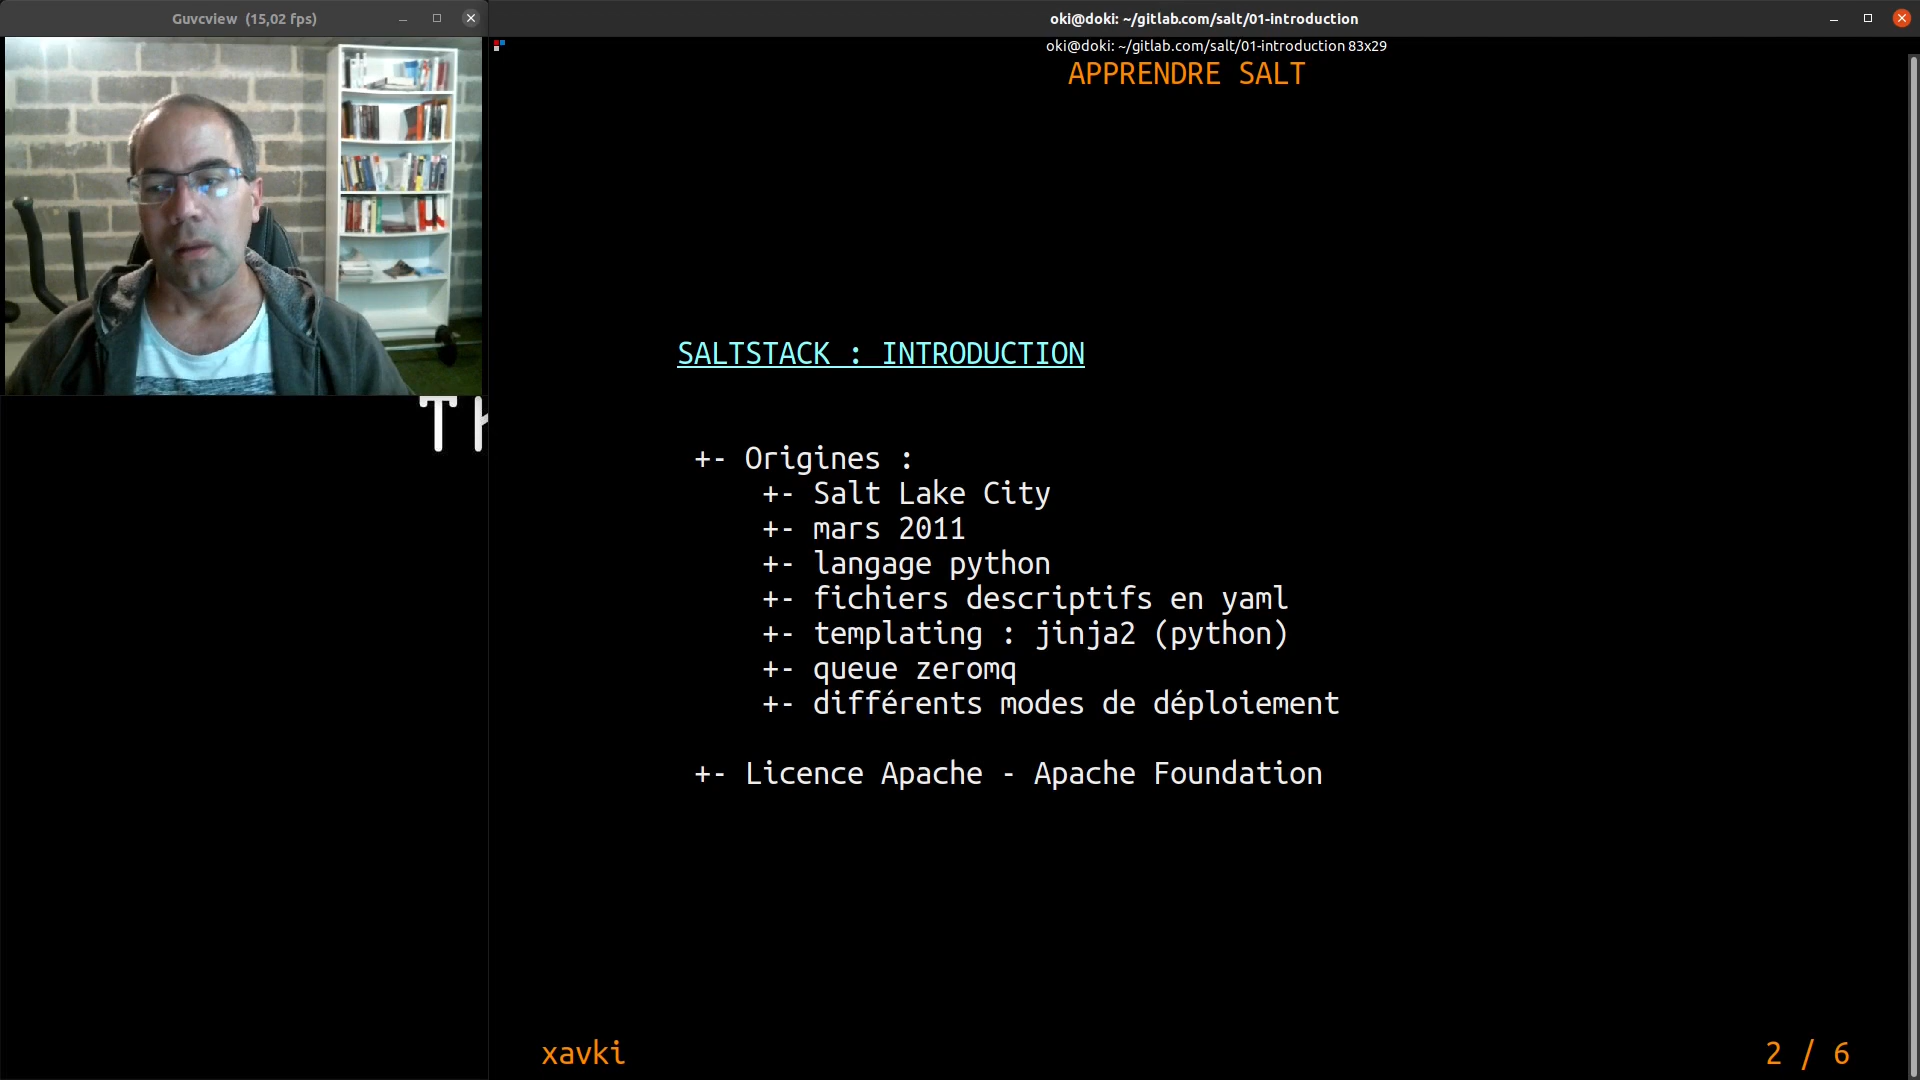 Guvcview (15,02 fps)
oki@doki: ~/gitlab.com/salt/01-introduction
oki@doki: ~/gitlab.com/salt/01-introduction 83x29
APPRENDRE SALT
SALTSTACK : INTRODUCTION
+- Origines :
+- Salt Lake City
+- mars 2011
+- langage python
+- fichiers descriptifs en yaml
+- templating : jinja2 (python)
+- queue zeromq
+- différents modes de déploiement
+- Licence Apache - Apache Foundation
xavki
2 / 6